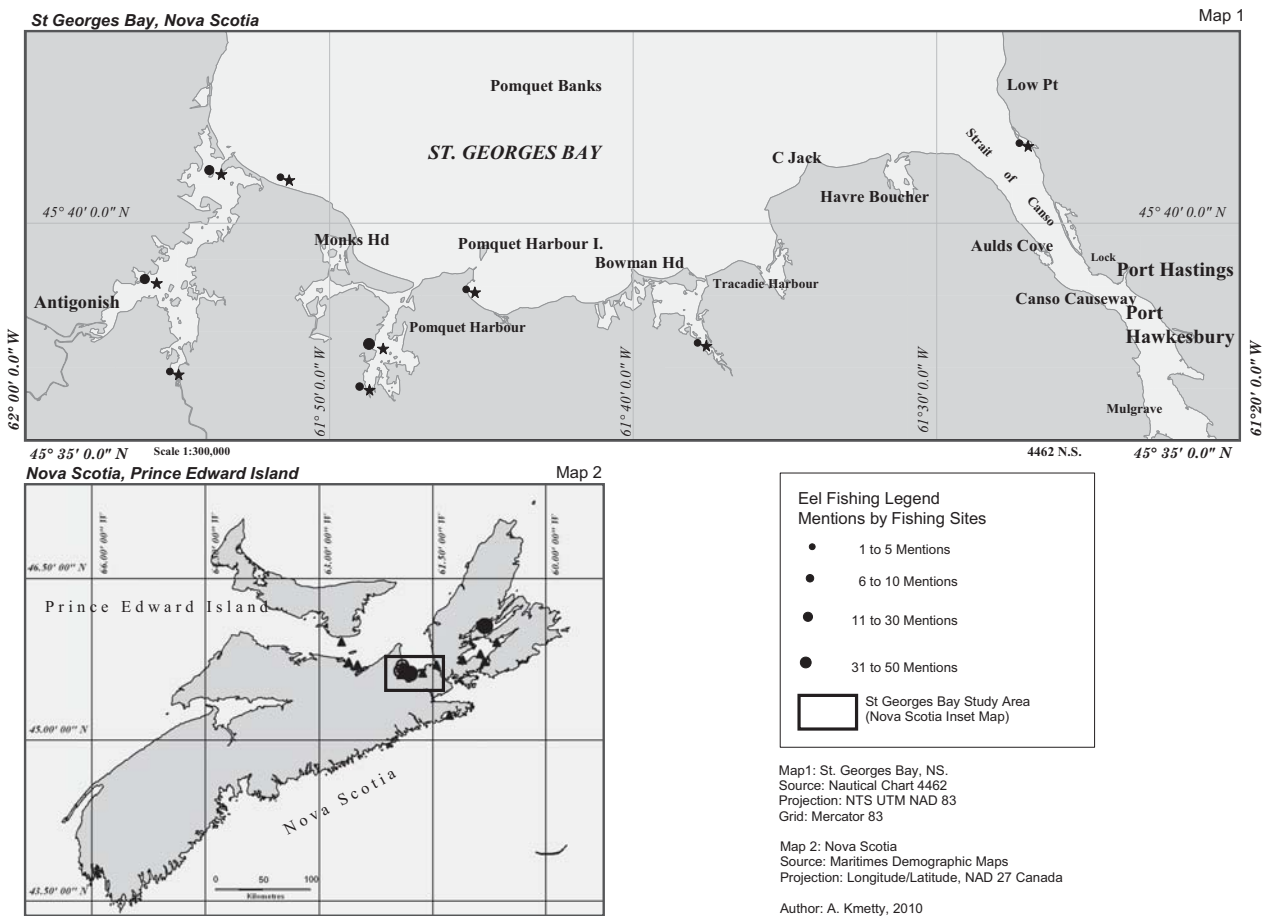 St Georges Bay, Nova Scotia
Map 1
Pomquet Banks
Low Pt
ST. GEORGES BAY
Strait
of
Canso
C Jack
Havre Boucher
45° 40' 0.0" N
45° 40' 0.0" N
Monks Hd
Pomquet Harbour I.
Bowman Hd
Aulds Cove
Lock
Port Hastings
Tracadie Harbour
Antigonish
Canso Causeway
Port
Hawkesbury
Pomquet Harbour
Mulgrave
62° 00' 0.0" W
61° 50' 0.0" W
61° 40' 0.0" W
61° 30' 0.0" W
61° 20' 0.0" W
45° 35' 0.0" N
Scale 1:300,000
4462 N.S.
45° 35' 0.0" N
Nova Scotia, Prince Edward Island
Map 2
66.00' 00" W
63.00' 00" W
61.50' 00" W
60.00' 00" W
46.50' 00" N
Prince Edward Island
45.00' 00" N
Nova Scotia
43.50' 00" N
0 50 100
Kilometres
Eel Fishing Legend
Mentions by Fishing Sites
1 to 5 Mentions
6 to 10 Mentions
11 to 30 Mentions
31 to 50 Mentions
St Georges Bay Study Area
(Nova Scotia Inset Map)
Map1: St. Georges Bay, NS.
Source: Nautical Chart 4462
Projection: NTS UTM NAD 83
Grid: Mercator 83
Map 2: Nova Scotia
Source: Maritimes Demographic Maps
Projection: Longitude/Latitude, NAD 27 Canada
Author: A. Kmetty, 2010